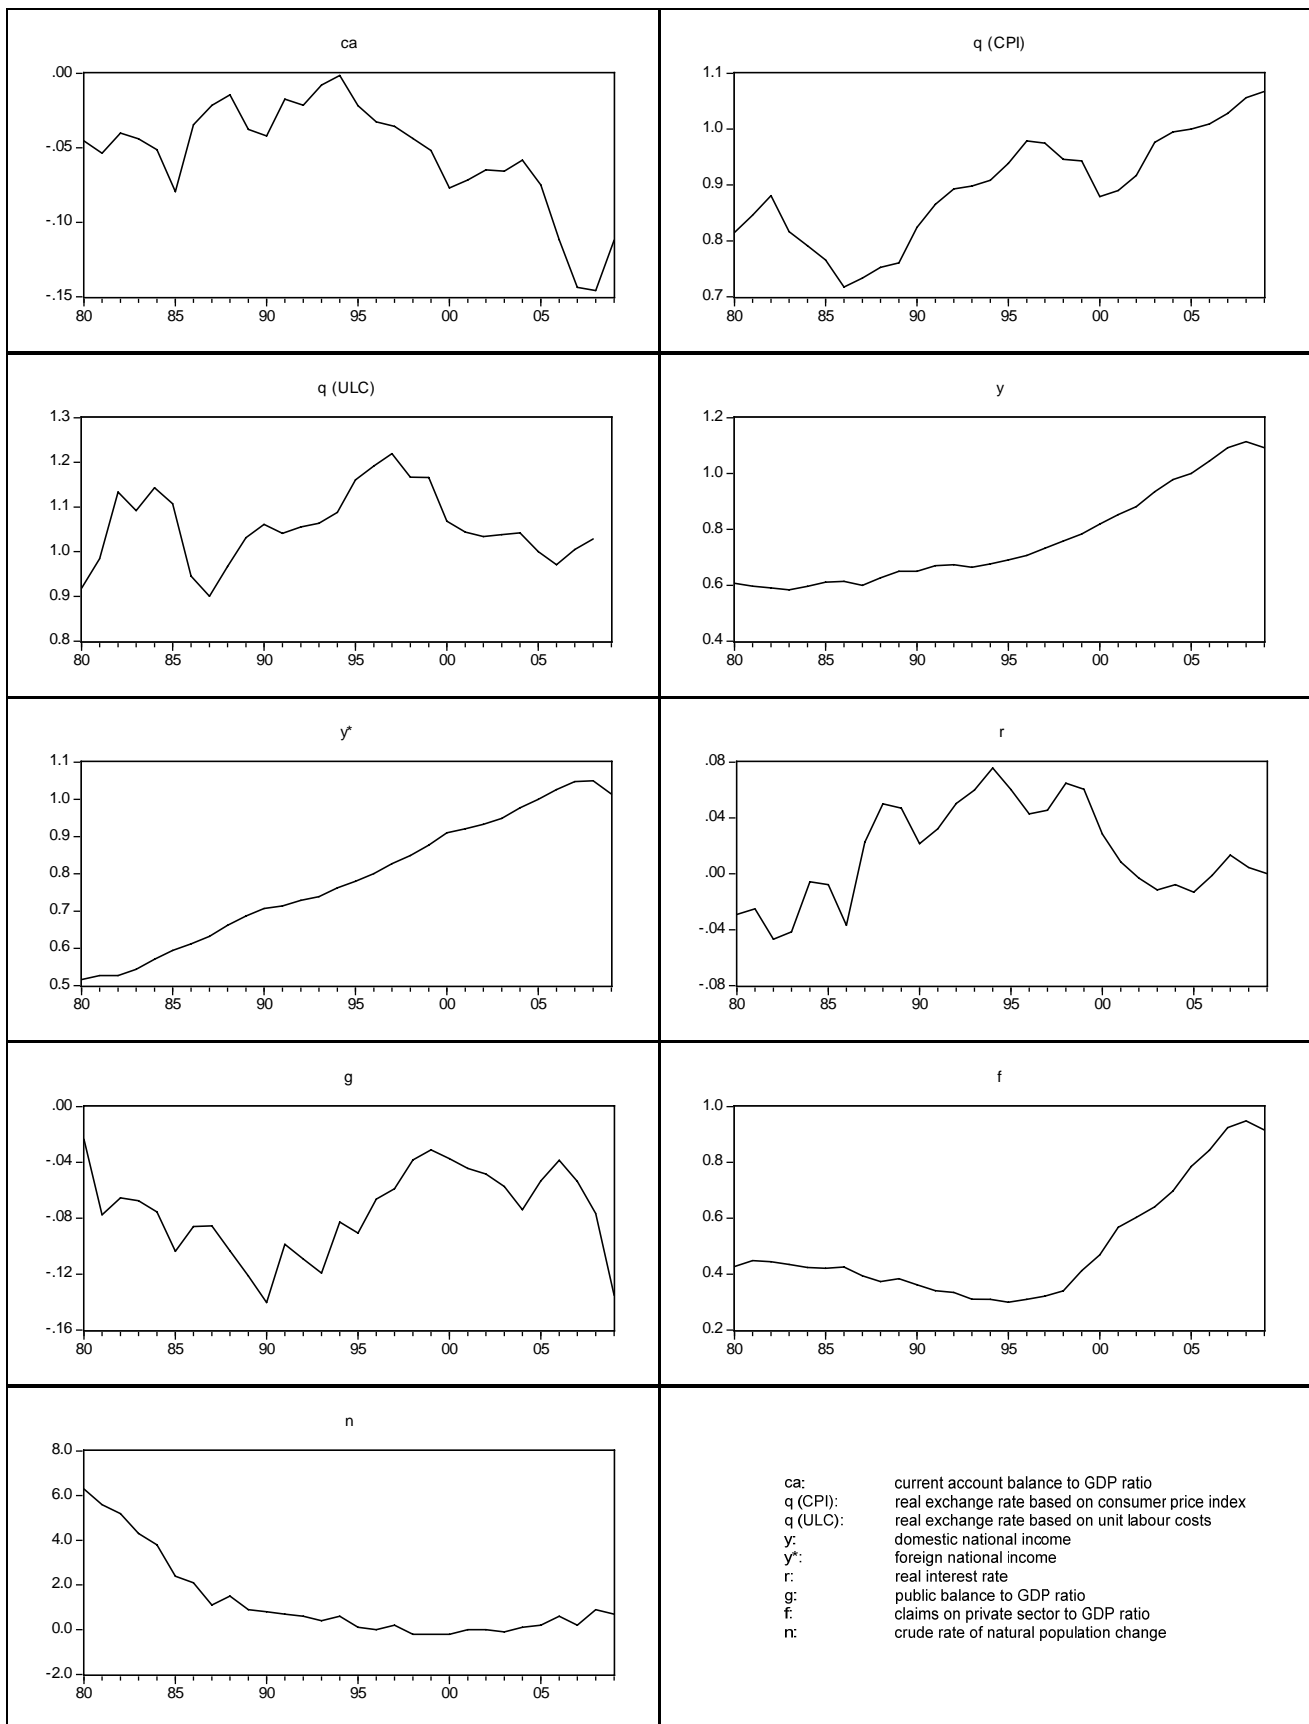 ca
.00
-.05
-.10
-.15
80 85 90 95 00 05
q (CPI)
1.1
1.0
0.9
0.8
0.7
80 85 90 95 00 05
q (ULC)
1.3
1.2
1.1
1.0
0.9
0.8
80 85 90 95 00 05
y
1.2
1.0
0.8
0.6
0.4
80 85 90 95 00 05
y*
1.1
1.0
0.9
0.8
0.7
0.6
0.5
80 85 90 95 00 05
r
.08
.04
.00
-.04
-.08
80 85 90 95 00 05
g
.00
-.04
-.08
-.12
-.16
80 85 90 95 00 05
f
1.0
0.8
0.6
0.4
0.2
80 85 90 95 00 05
n
8.0
6.0
4.0
2.0
0.0
-2.0
80 85 90 95 00 05
ca: current account balance to GDP ratio
q (CPI): real exchange rate based on consumer price index
q (ULC): real exchange rate based on unit labour costs
y: domestic national income
y*: foreign national income
r: real interest rate
g: public balance to GDP ratio
f: claims on private sector to GDP ratio
n: crude rate of natural population change